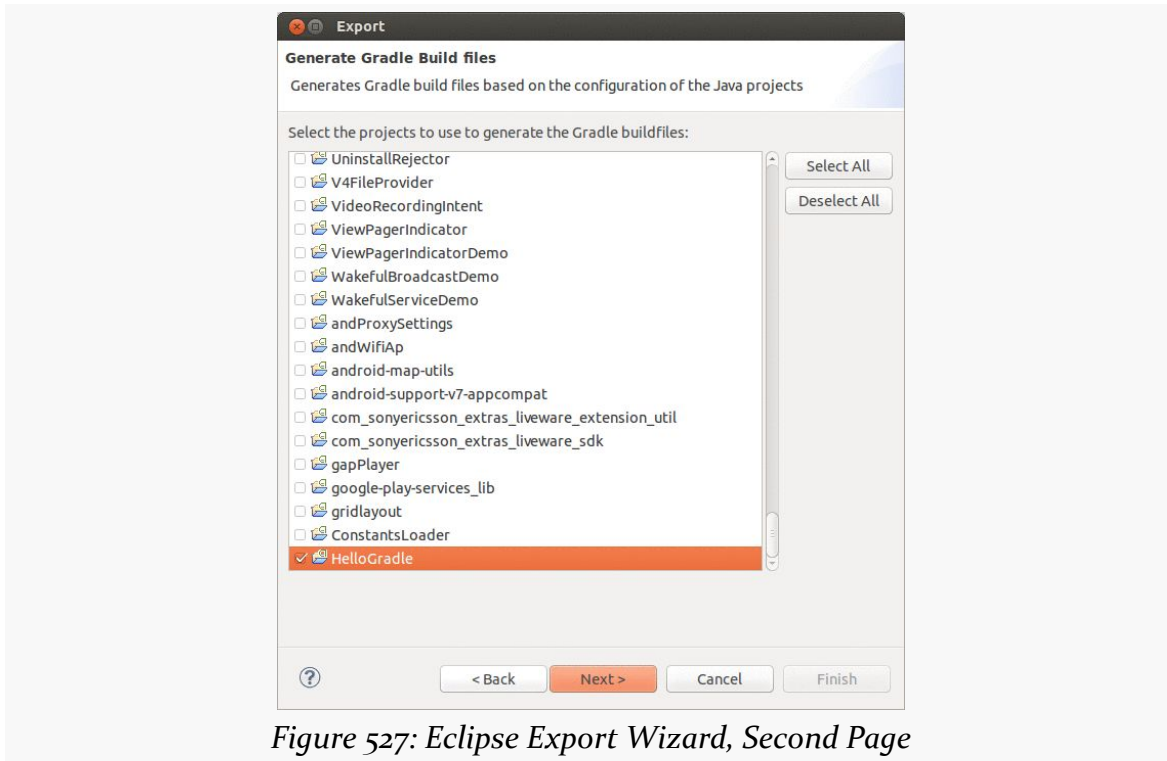 Export
Generate Gradle Build files
Generates Gradle build files based on the configuration of the Java projects
Select the projects to use to generate the Gradle buildfiles:
UninstallRejector
V4FileProvider
VideoRecordingIntent
ViewPagerIndicator
ViewPagerIndicatorDemo
WakefulBroadcastDemo
WakefulServiceDemo
andProxySettings
andWifiAp
android-map-utils
android-support-v7-appcompat
com_sonyericsson_extras_liveware_extension_util
com_sonyericsson_extras_liveware_sdk
gapPlayer
google-play-services_lib
gridlayout
ConstantsLoader
HelloGradle
Select All
Deselect All
? < Back Next > Cancel Finish
Figure 527: Eclipse Export Wizard, Second Page